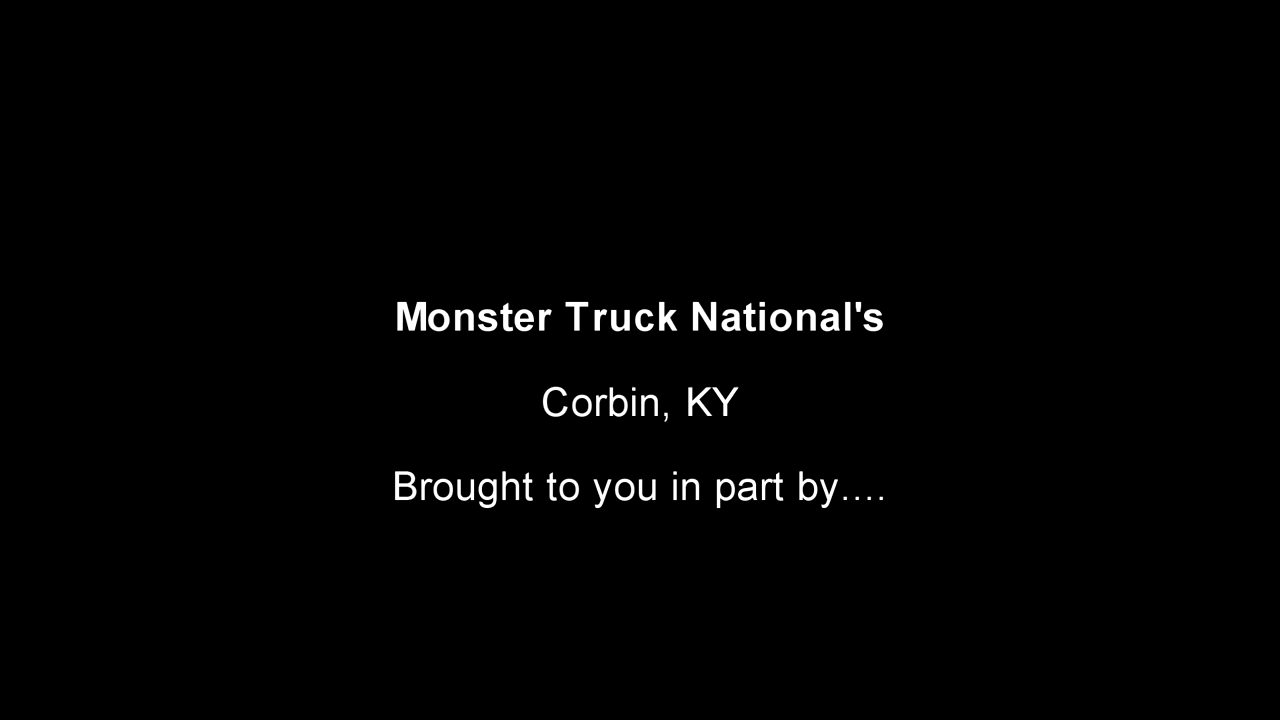 Monster Truck National's
Corbin, KY
Brought to you in part by....